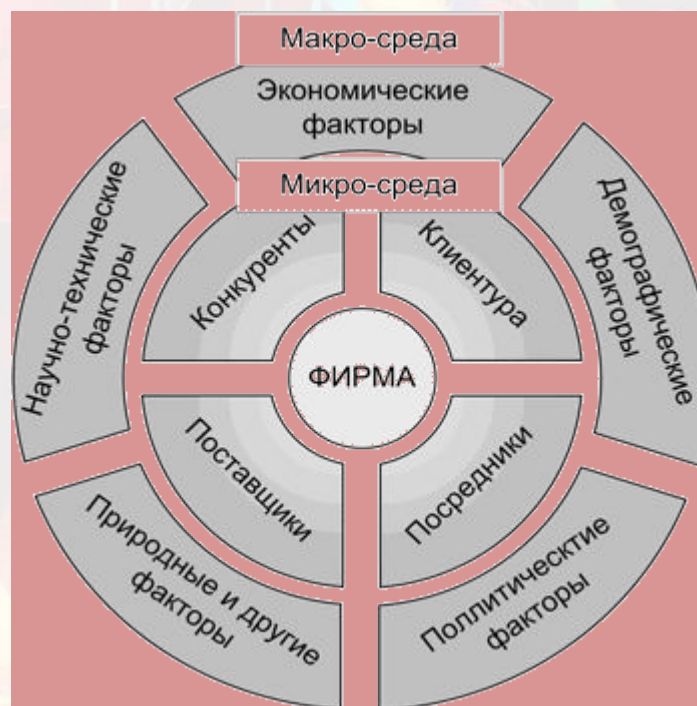 Макро-среда
Экономические
факторы
Микро-среда
Научно-технические
факторы
Демографические
факторы
Конкуренты
Клиентура
ФИРМА
Поставщики
Посредники
Природные и другие
факторы
Поллитическтие
факторы